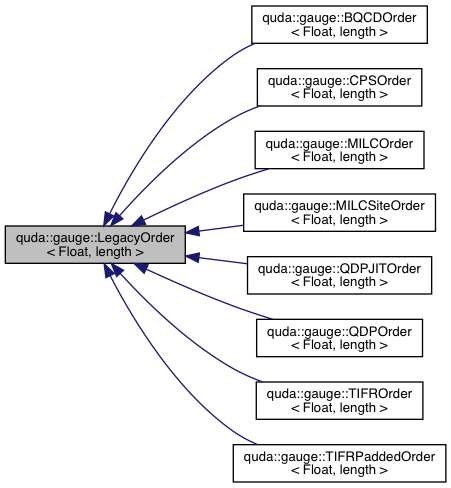 quda::gauge::BQCDOrder
< Float, length >
quda::gauge::CPSOrder
< Float, length >
quda::gauge::MILCOrder
< Float, length >
quda::gauge::MILCSiteOrder
< Float, length >
quda::gauge::LegacyOrder
< Float, length >
quda::gauge::QDPJITOrder
< Float, length >
quda::gauge::QDPOrder
< Float, length >
quda::gauge::TIFROrder
< Float, length >
quda::gauge::TIFRPaddedOrder
< Float, length >